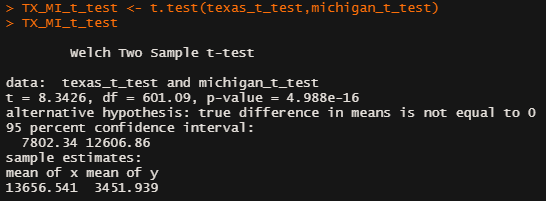 > TX_MI_t_test <- t.test(texas_t_test,michigan_t_test)
> TX_MI_t_test
Welch Two Sample t-test
data:  texas_t_test and michigan_t_test
t = 8.3426, df = 601.09, p-value = 4.988e-16
alternative hypothesis: true difference in means is not equal to 0
95 percent confidence interval:
7802.34 12606.86
sample estimates:
mean of x mean of y
13656.541  3451.939